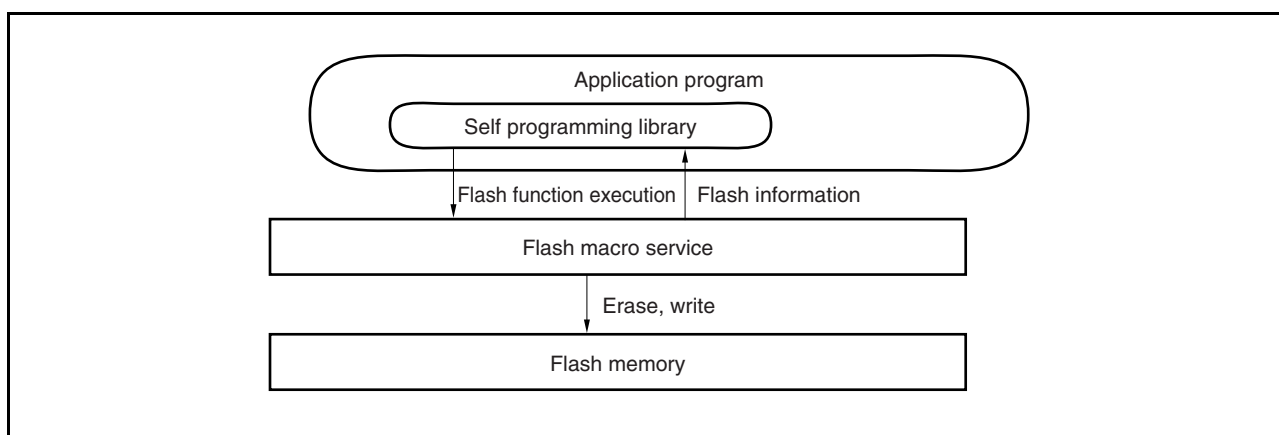 Application program
Self programming library
Flash function execution
Flash information
Flash macro service
Erase, write
Flash memory